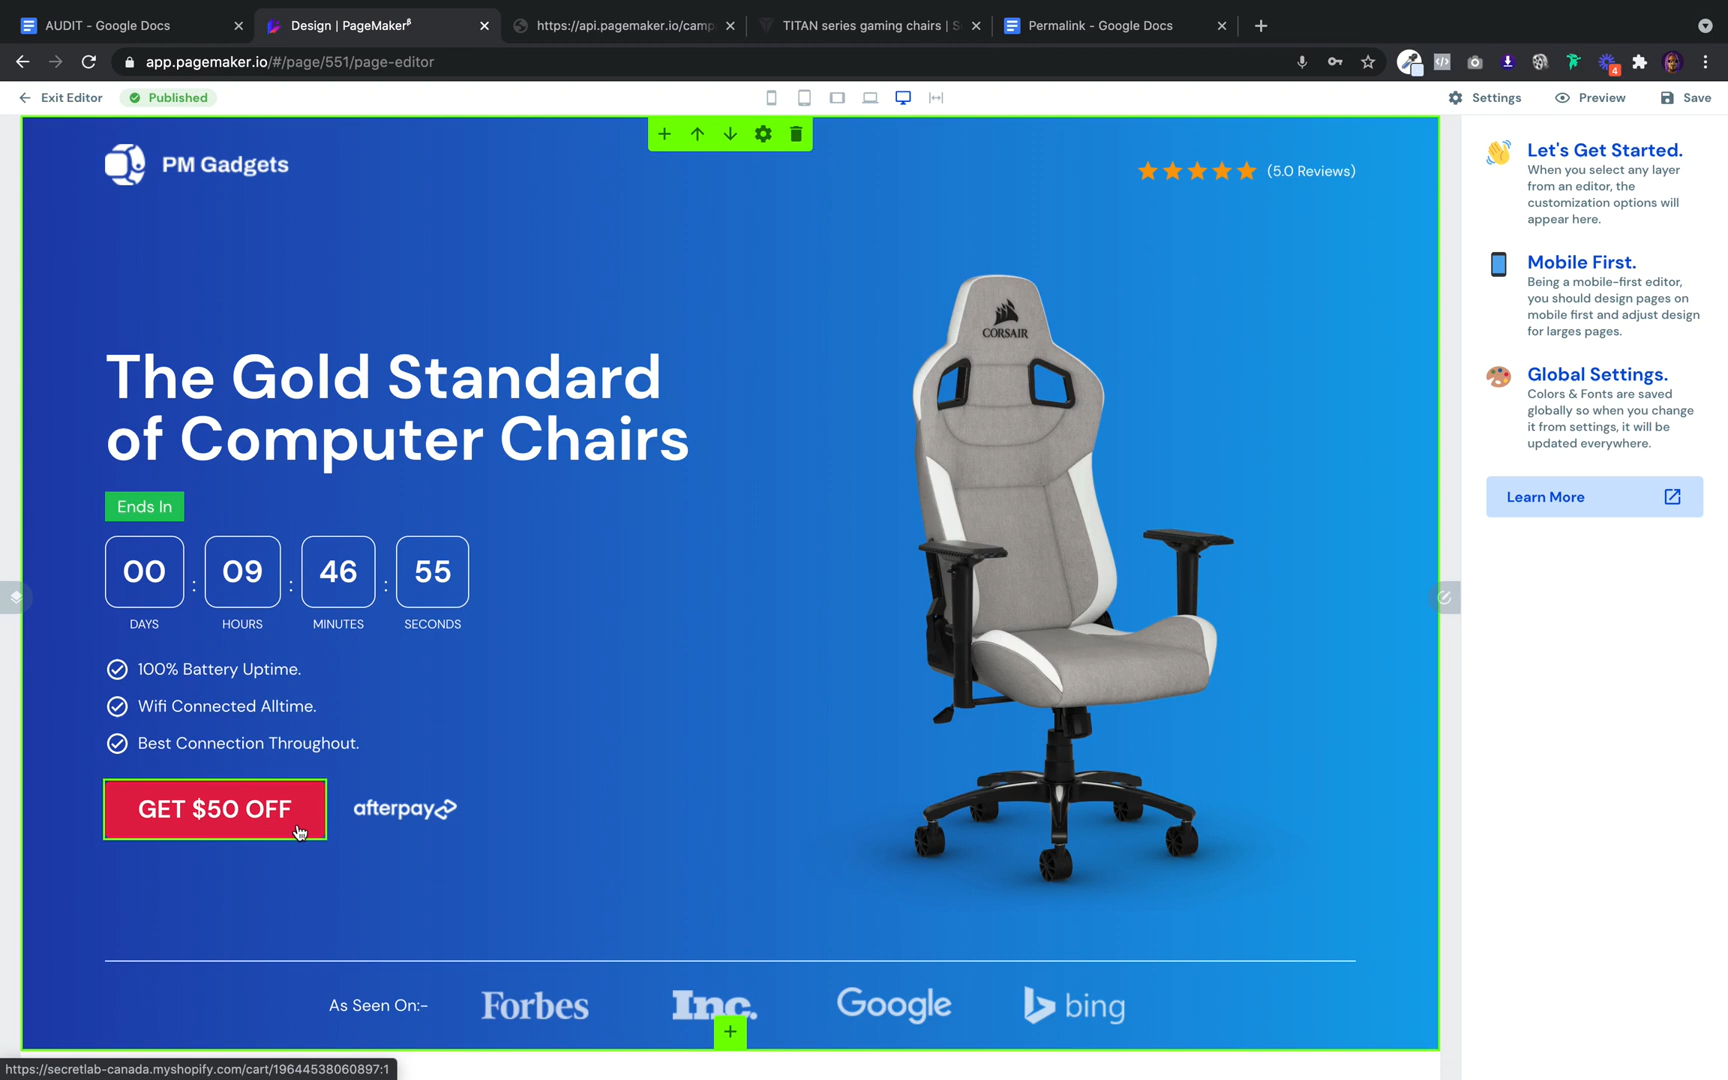 AUDIT - Google Docs
Design | PageMakerᵝ
https://api.pagemaker.io/camp
TITAN series gaming chairs | S
Permalink - Google Docs
app.pagemaker.io/#/page/551/page-editor
4
Exit Editor
Published
Settings
Preview
Save
PM Gadgets
(5.0 Reviews)
CORSAIR
The Gold Standard
of Computer Chairs
Ends In
00 : 09 : 46 : 55
DAYS HOURS MINUTES SECONDS
100% Battery Uptime.
Wifi Connected Alltime.
Best Connection Throughout.
GET $50 OFF
afterpay
As Seen On:-
Forbes
Inc.
Google
bing
https://secretlab-canada.myshopify.com/cart/19644538060897:1
Let's Get Started.
When you select any layer
from an editor, the
customization options will
appear here.
Mobile First.
Being a mobile-first editor,
you should design pages on
mobile first and adjust design
for larges pages.
Global Settings.
Colors & Fonts are saved
globally so when you change
it from settings, it will be
updated everywhere.
Learn More